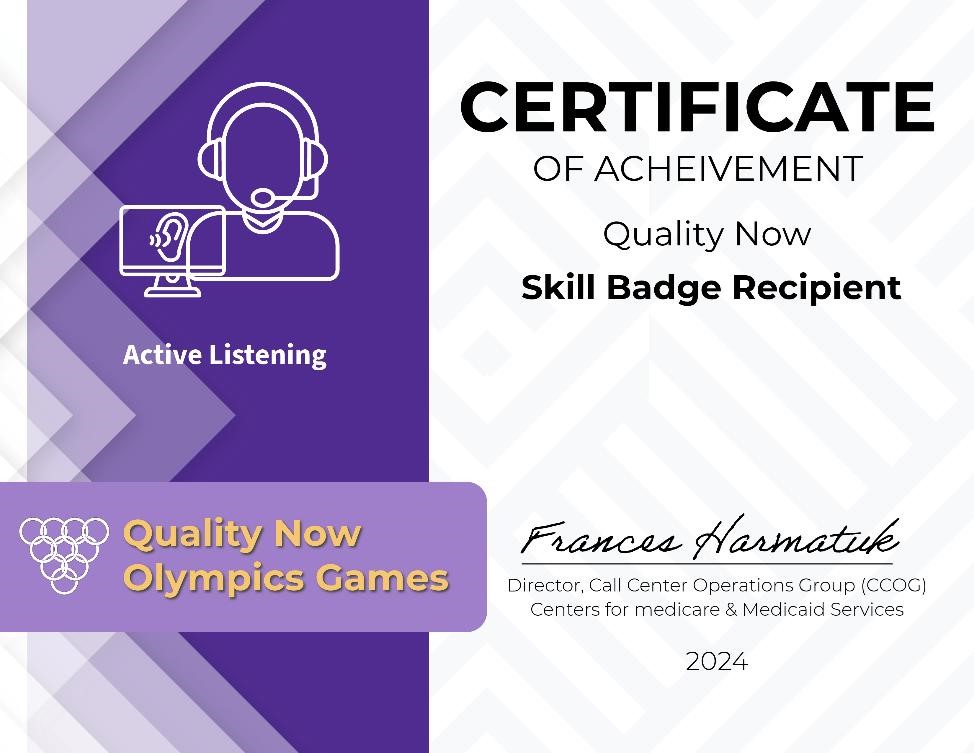 CERTIFICATE
OF ACHEIVEMENT
Quality Now
Skill Badge Recipient
Active Listening
Quality Now
Olympics Games
Frances Harmatuk
Director, Call Center Operations Group (CCOG)
Centers for medicare & Medicaid Services
2024